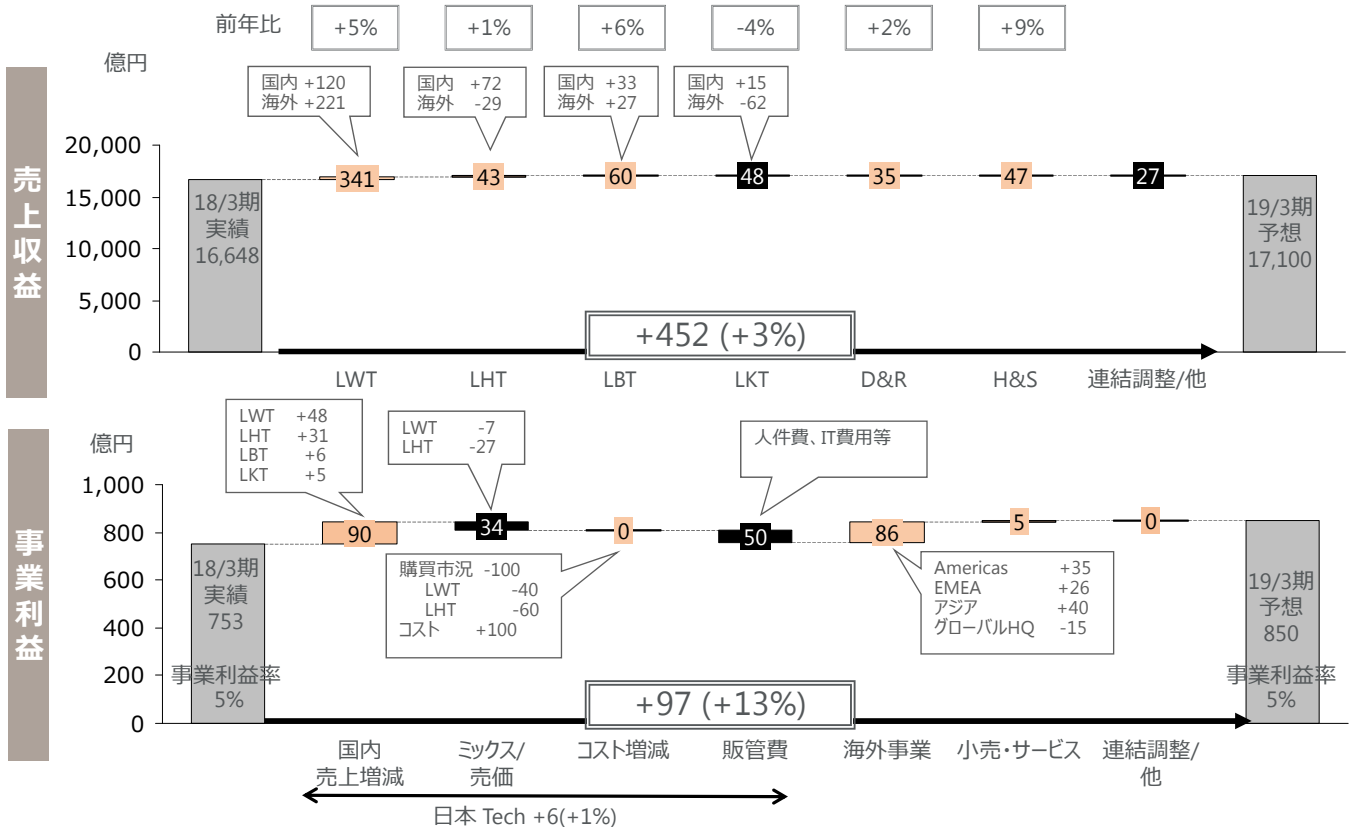 前年比 +5% +1% +6% -4% +2% +9%
億円
国内 +120
海外 +221
国内 +72
海外 -29
国内 +33
海外 +27
国内 +15
海外 -62
売上収益
20,000
15,000
10,000
5,000
0
18/3期
実績
16,648
341
43
60
48
35
47
27
19/3期
予想
17,100
+452 (+3%)
LWT LHT LBT LKT D&R H&S 連結調整/他
億円
LWT +48
LHT +31
LBT +6
LKT +5
LWT -7
LHT -27
人件費、IT費用等
事業利益
1,000
800
600
400
200
0
18/3期
実績
753
事業利益率
5%
90
34
0
50
86
5
0
購買市況 -100
LWT -40
LHT -60
コスト +100
Americas +35
EMEA +26
アジア +40
グローバルHQ -15
19/3期
予想
850
事業利益率
5%
+97 (+13%)
国内
売上増減
ミックス/
売価
コスト増減
販管費
海外事業
小売・サービス
連結調整/
他
日本 Tech +6(+1%)